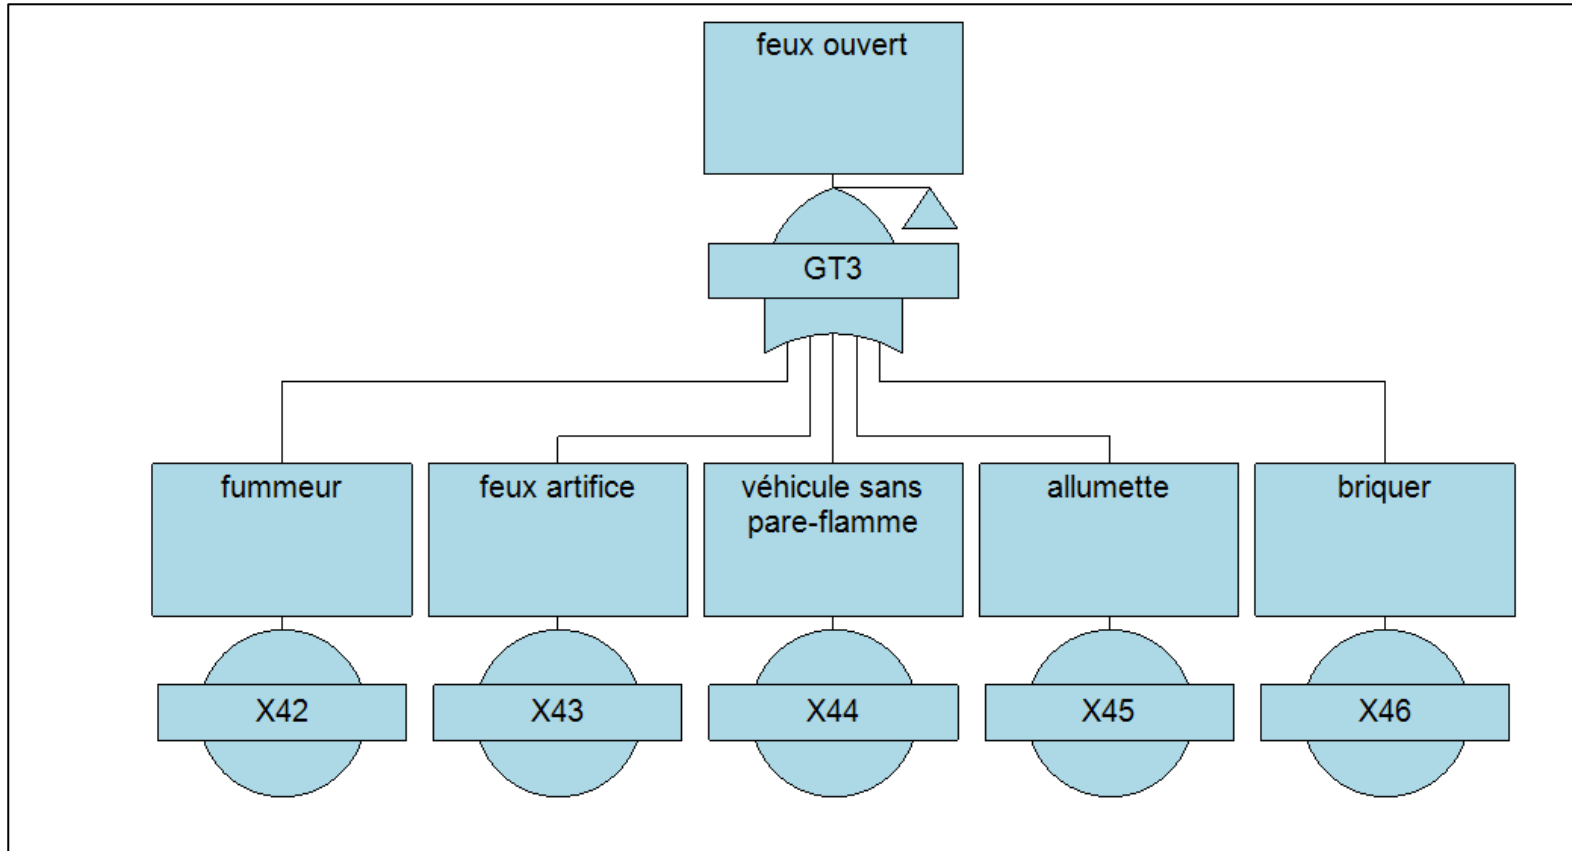 feux ouvert
GT3
fummeur
feux artifice
véhicule sans
pare-flamme
allumette
briquer
X42
X43
X44
X45
X46